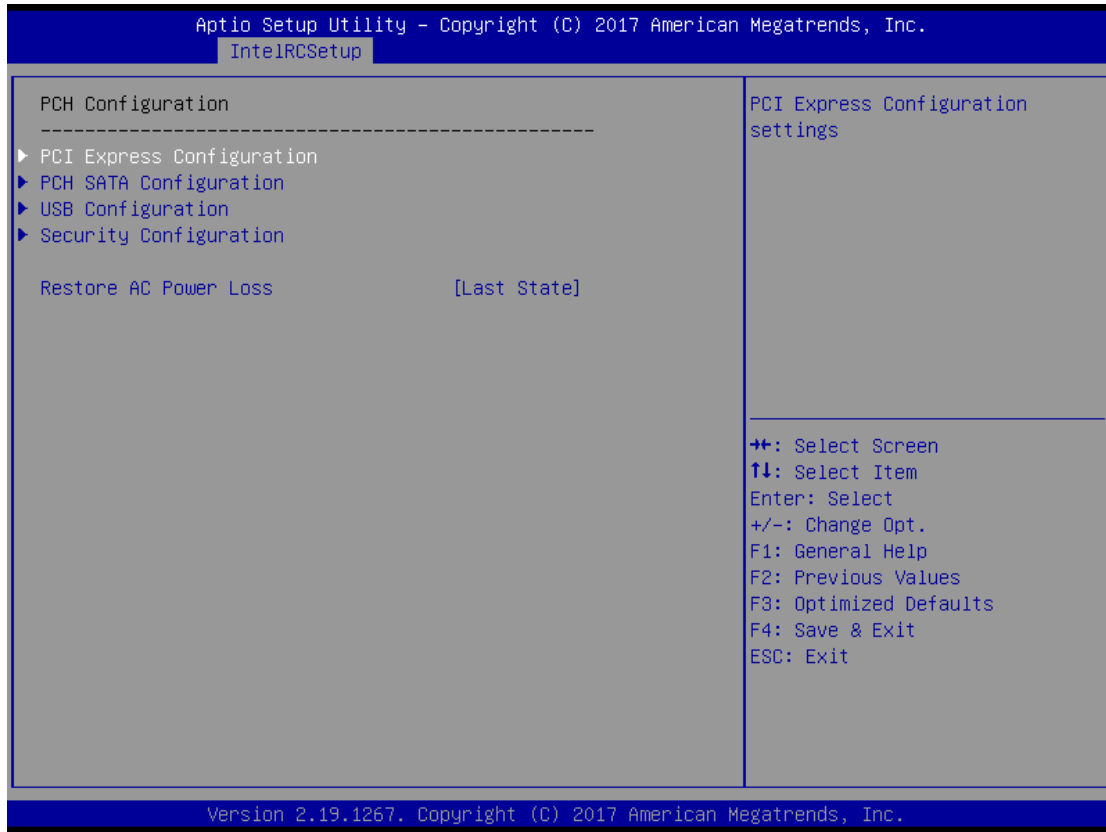 Aptio Setup Utility – Copyright (C) 2017 American Megatrends, Inc.
IntelRCSetup
PCH Configuration
--------------------------------------------------
PCI Express Configuration
PCH SATA Configuration
USB Configuration
Security Configuration
Restore AC Power Loss [Last State]
PCI Express Configuration
settings
→←: Select Screen
↑↓: Select Item
Enter: Select
+/-: Change Opt.
F1: General Help
F2: Previous Values
F3: Optimized Defaults
F4: Save & Exit
ESC: Exit
Version 2.19.1267. Copyright (C) 2017 American Megatrends, Inc.